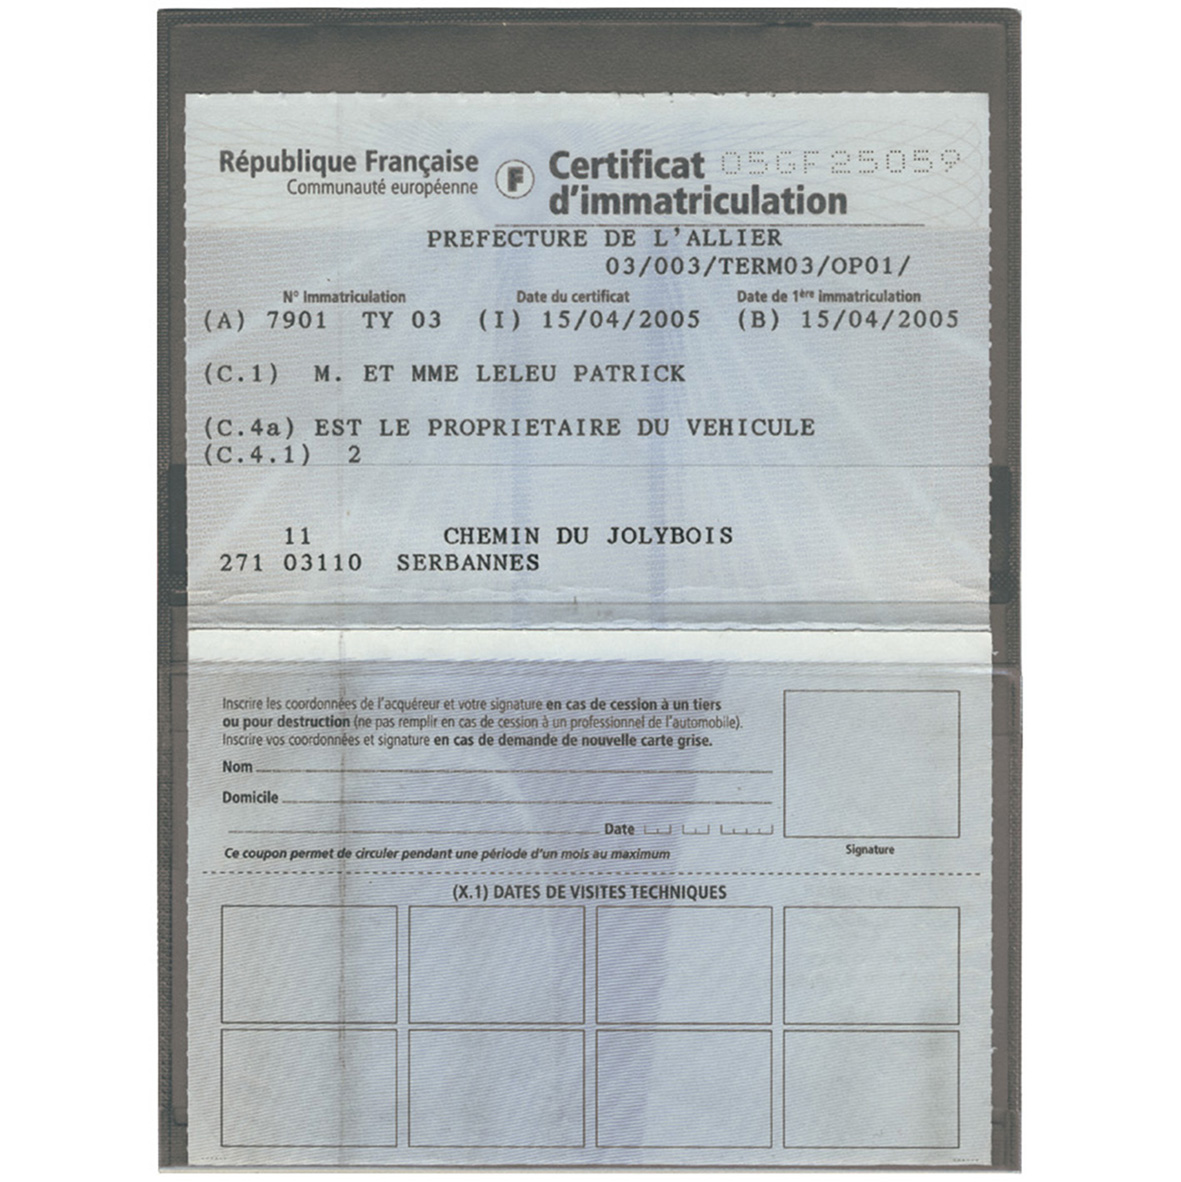 République Française
Communauté européenne
F
Certificat
d'immatriculation
05GF25059
PREFECTURE DE L'ALLIER
03/003/TERM03/OP01/
N° Immatriculation Date du certificat Date de 1ère immatriculation
(A) 7901 TY 03 (I) 15/04/2005 (B) 15/04/2005
(C.1) M. ET MME LELEU PATRICK
(C.4a) EST LE PROPRIETAIRE DU VEHICULE
(C.4.1) 2
11 CHEMIN DU JOLYBOIS
271 03110 SERBANNES
Inscrire les coordonnées de l'acquéreur et votre signature en cas de cession à un tiers
ou pour destruction (ne pas remplir en cas de cession à un professionnel de l'automobile).
Inscrire vos coordonnées et signature en cas de demande de nouvelle carte grise.
Nom
Domicile
Date
Signature
Ce coupon permet de circuler pendant une période d'un mois au maximum
(X.1) DATES DE VISITES TECHNIQUES